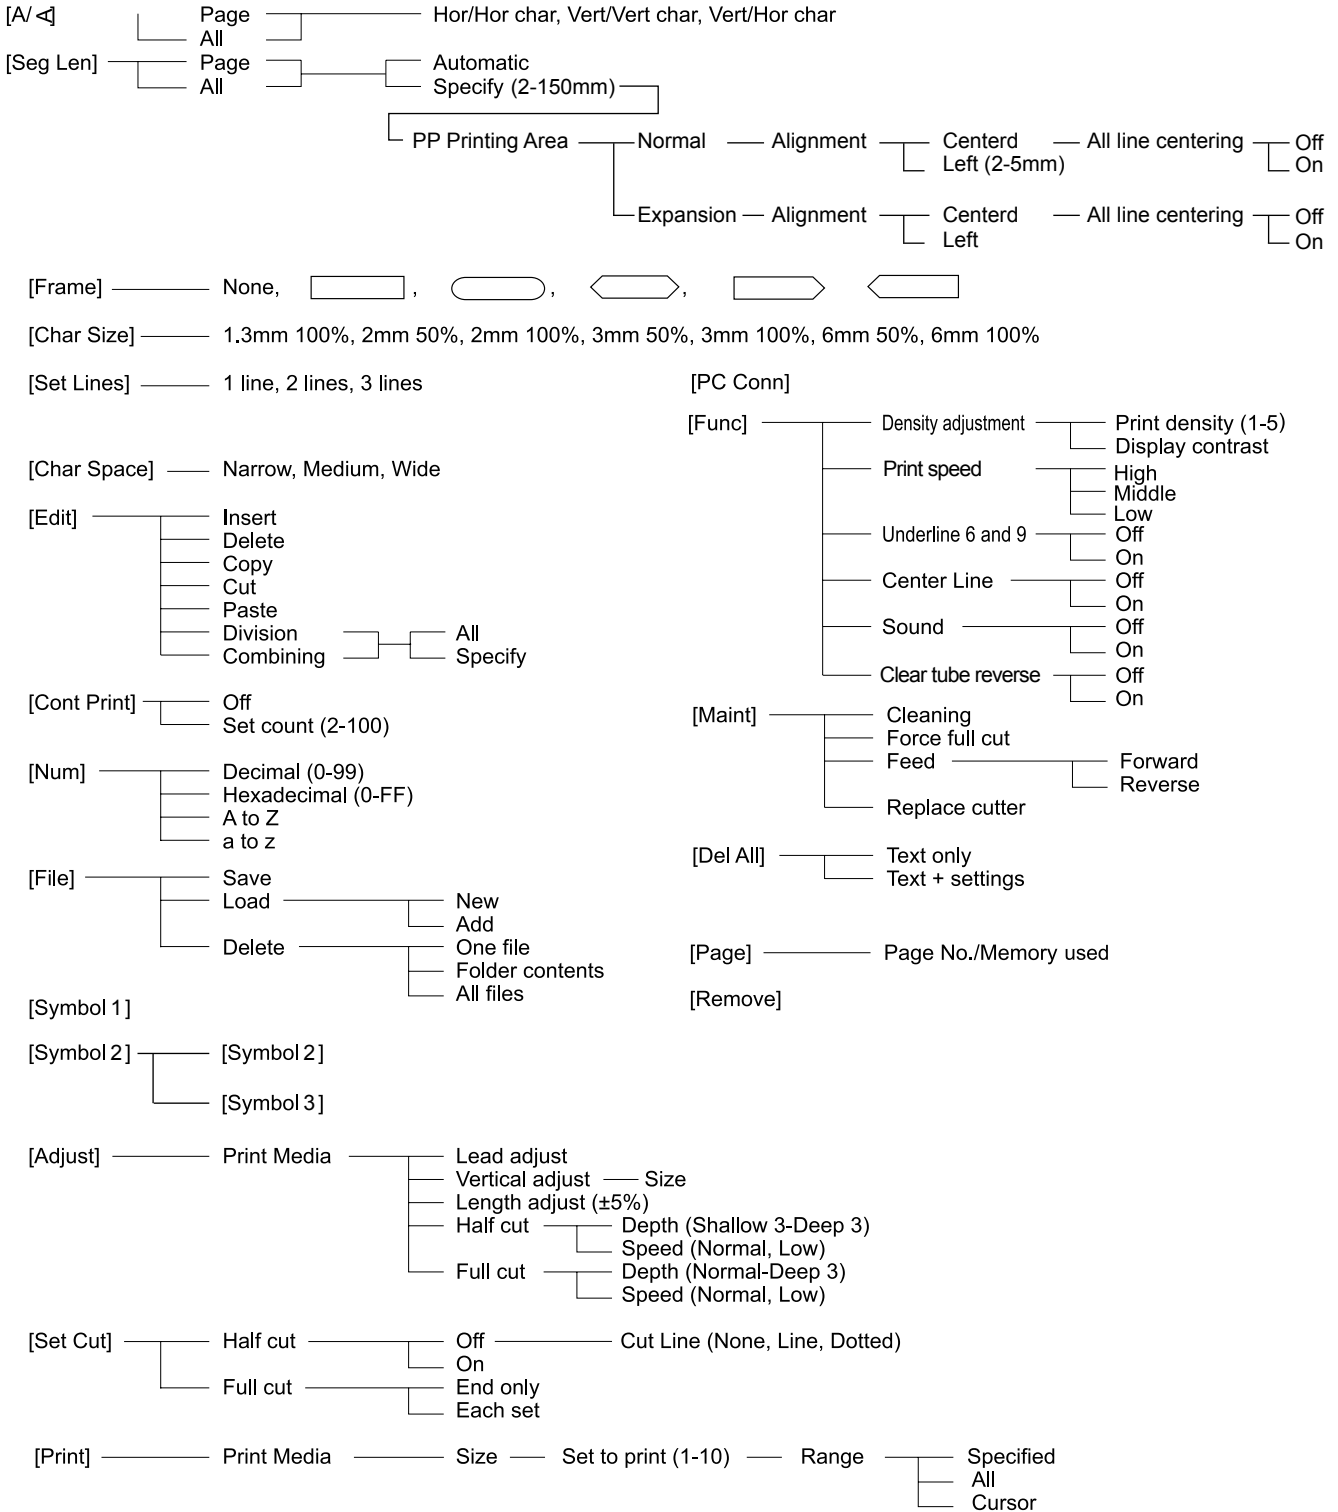 [A/ A] Page Hor/Hor char, Vert/Vert char, Vert/Hor char
All
[Seg Len] Page Automatic
All Specify (2-150mm)
PP Printing Area Normal Alignment Centerd All line centering Off
Left (2-5mm) On
Expansion Alignment Centerd All line centering Off
Left On
[Frame] None, , , ,
[Char Size] 1.3mm 100%, 2mm 50%, 2mm 100%, 3mm 50%, 3mm 100%, 6mm 50%, 6mm 100%
[Set Lines] 1 line, 2 lines, 3 lines
[Char Space] Narrow, Medium, Wide
[Edit] Insert
Delete
Copy
Cut
Paste
Division All
Combining Specify
[Cont Print] Off
Set count (2-100)
[Num] Decimal (0-99)
Hexadecimal (0-FF)
A to Z
a to z
[File] Save
Load New
Add
Delete One file
Folder contents
All files
[Symbol 1]
[Symbol 2] [Symbol 2]
[Symbol 3]
[PC Conn]
[Func] Density adjustment Print density (1-5)
Display contrast
Print speed High
Middle
Low
Underline 6 and 9 Off
On
Center Line Off
On
Sound Off
On
Clear tube reverse Off
On
[Maint] Cleaning
Force full cut
Feed Forward
Reverse
Replace cutter
[Del All] Text only
Text + settings
[Page] Page No./Memory used
[Remove]
[Adjust] Print Media Lead adjust
Vertical adjust Size
Length adjust (±5%)
Half cut Depth (Shallow 3-Deep 3)
Speed (Normal, Low)
Full cut Depth (Normal-Deep 3)
Speed (Normal, Low)
[Set Cut] Half cut Off Cut Line (None, Line, Dotted)
On
Full cut End only
Each set
[Print] Print Media Size Set to print (1-10) Range Specified
All
Cursor